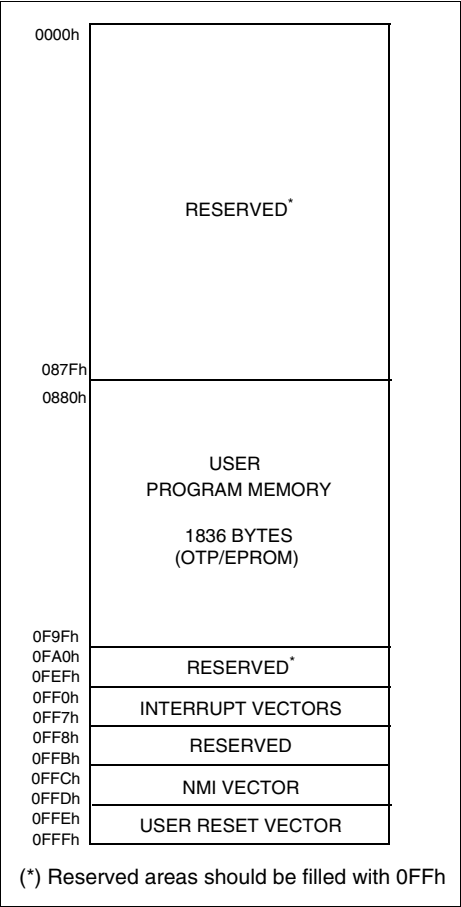 0000h
RESERVED*
087Fh
0880h
USER
PROGRAM MEMORY
1836 BYTES
(OTP/EPROM)
0F9Fh
0FA0h
RESERVED*
0FEFh
0FF0h
INTERRUPT VECTORS
0FF7h
0FF8h
RESERVED
0FFBh
0FFCh
NMI VECTOR
0FFDh
0FFEh
USER RESET VECTOR
0FFFh
(*) Reserved areas should be filled with 0FFh